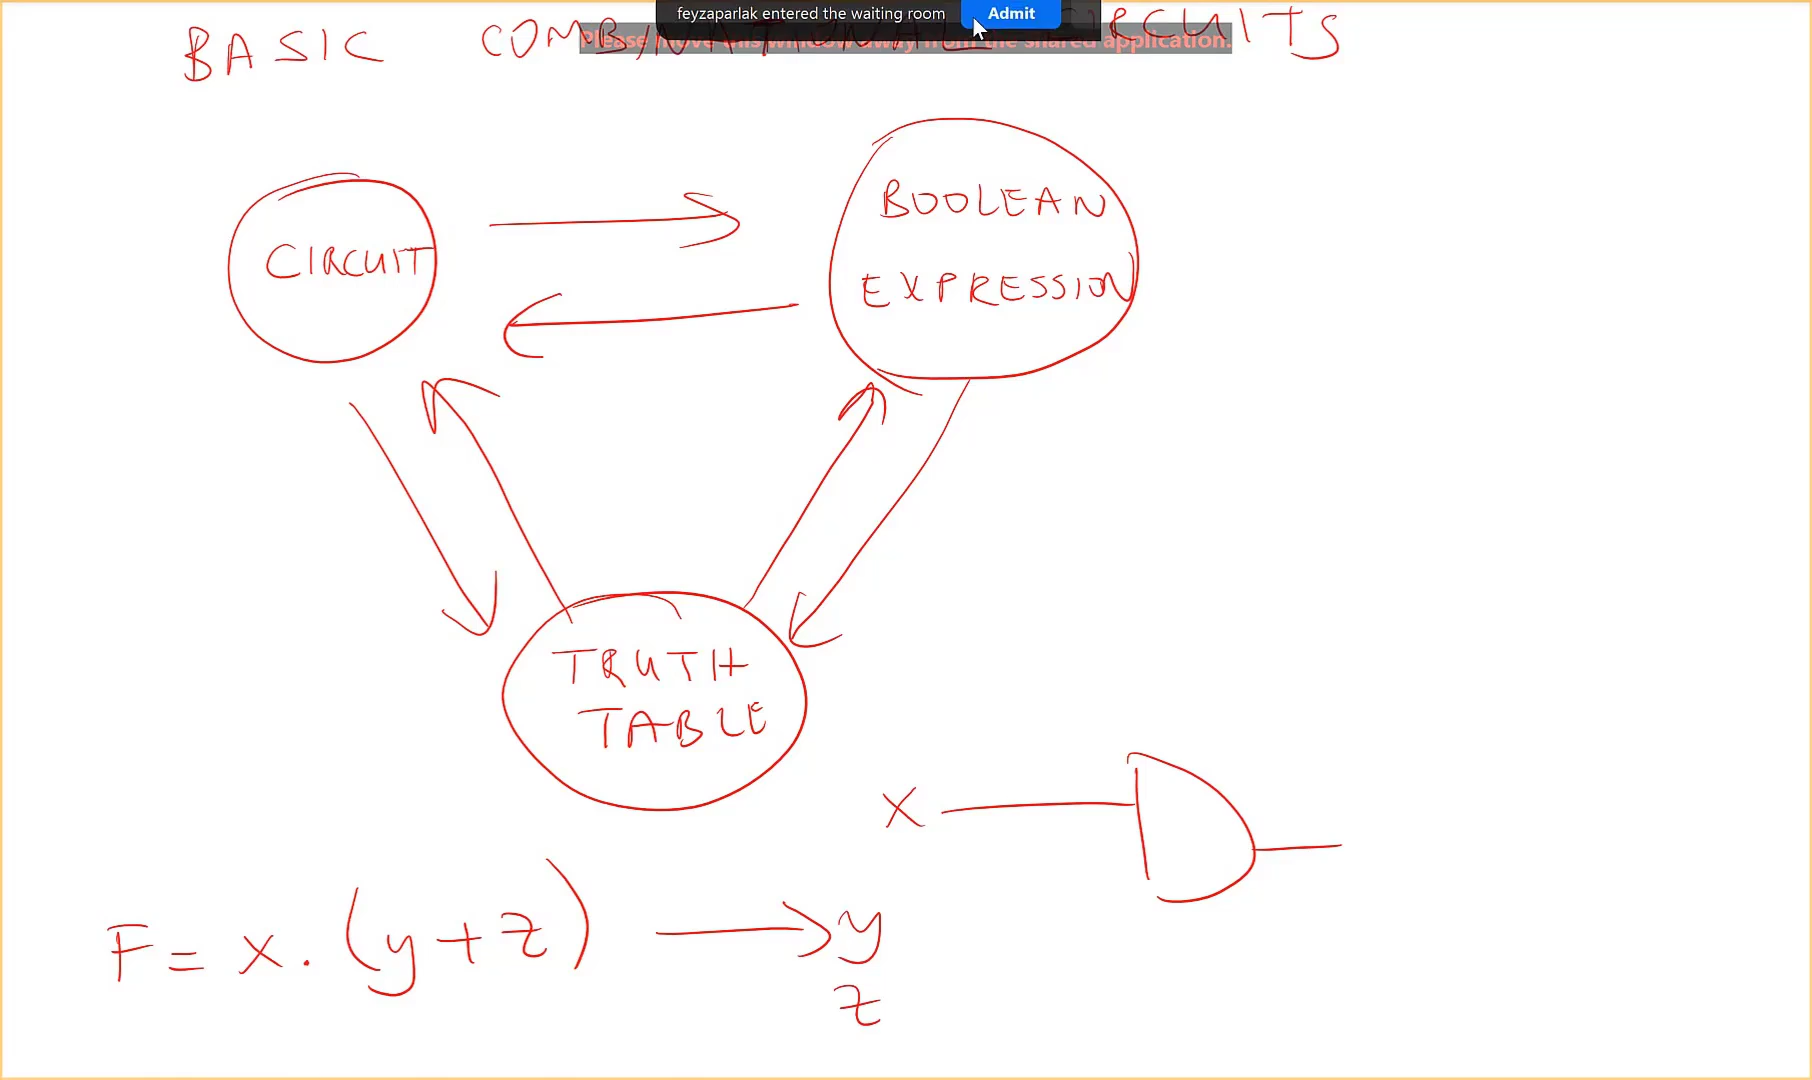 feyzaparlak entered the waiting room Admit
Please move this window away from the shared application.
BASIC COMBINATIONAL CIRCUITS
BOOLEAN
EXPRESSION
CIRCUIT
TRUTH
TABLE
x
F = x . (y + z)
y
z